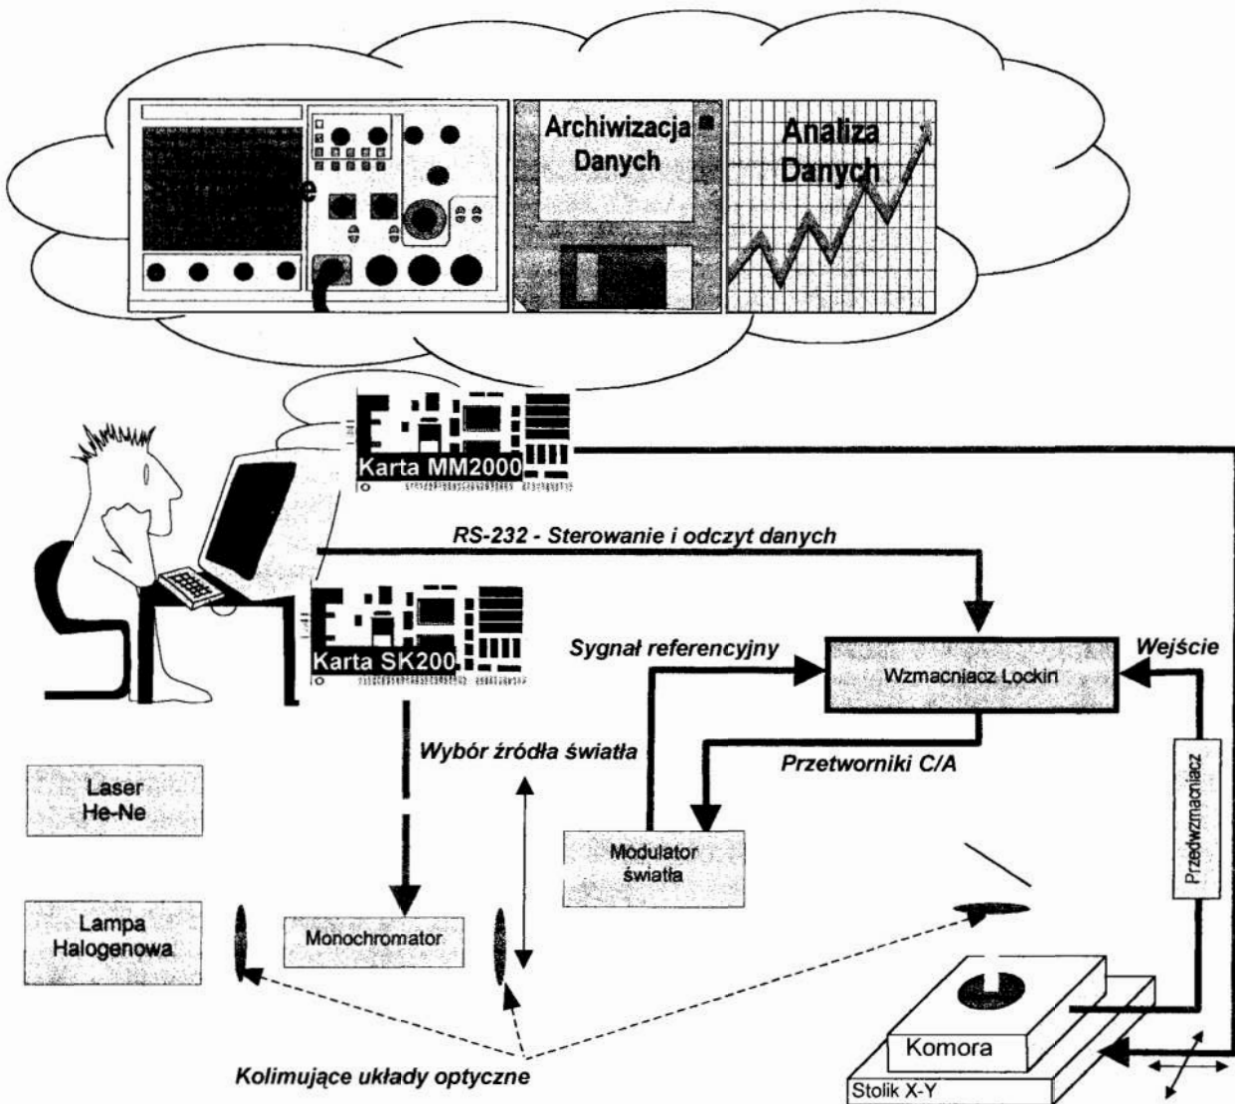 Archiwizacja
Danych
Analiza
Danych
Karta MM2000
RS-232 - Sterowanie i odczyt danych
Karta SK200
Sygnał referencyjny
Wejście
Wzmacniacz Lockin
Wybór źródła światła
Przetworniki C/A
Przedwzmacniacz
Laser
He-Ne
Modulator
światła
Lampa
Halogenowa
Monochromator
Komora
Kolimujące układy optyczne
Stolik X-Y